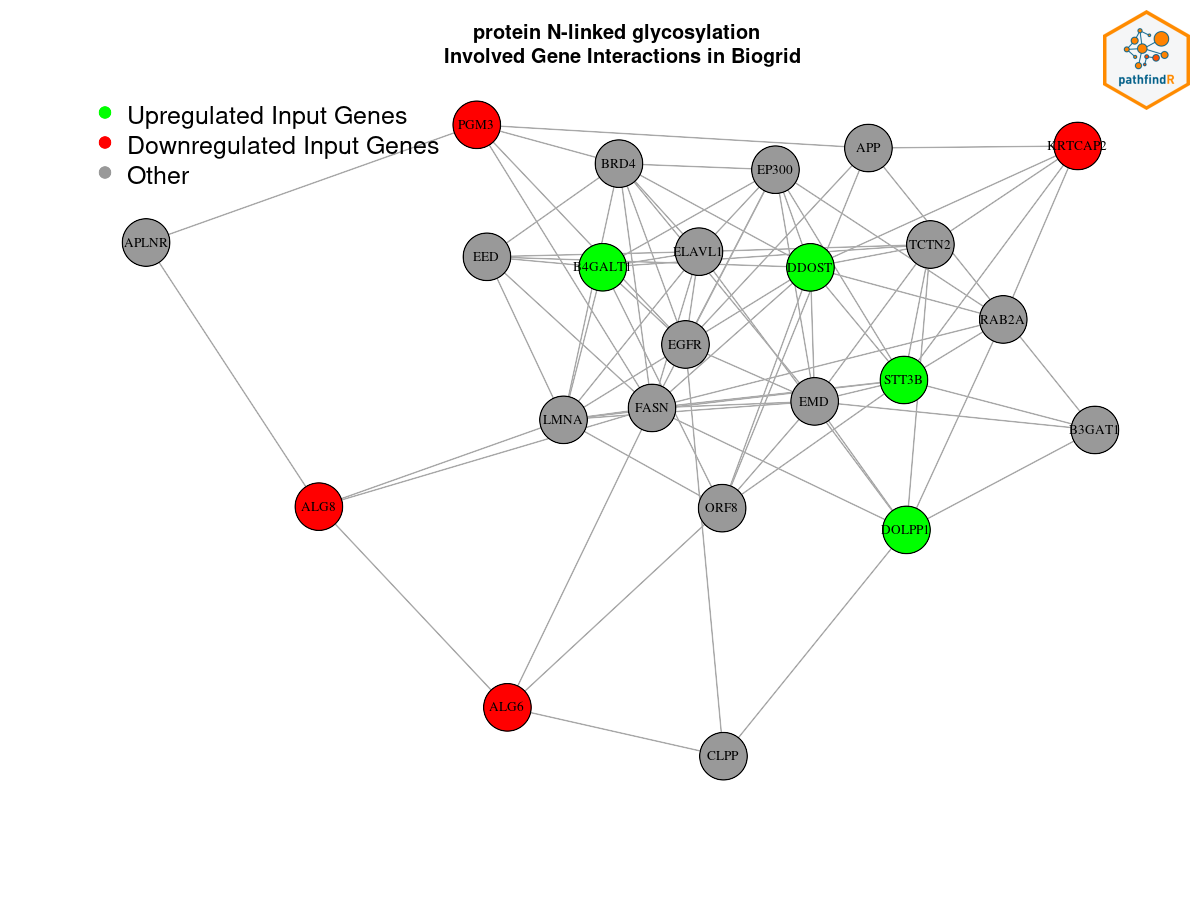 protein N-linked glycosylation
Involved Gene Interactions in Biogrid
pathfindR
Upregulated Input Genes
Downregulated Input Genes
Other
PGM3
BRD4
EP300
APP
KRTCAP2
APLNR
EED
B4GALT1
ELAVL1
DDOST
TCTN2
RAB2A
EGFR
STT3B
LMNA
FASN
EMD
B3GAT1
ALG8
ORF8
DOLPP1
ALG6
CLPP